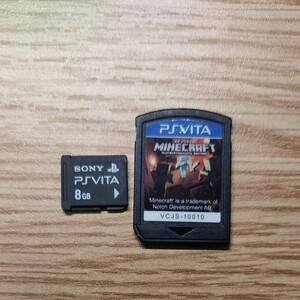 SONY
PSVITA
8GB
PSVITA
MINECRAFT
Minecraft is a trademark of
Notch Development AB.
VCJS-10010